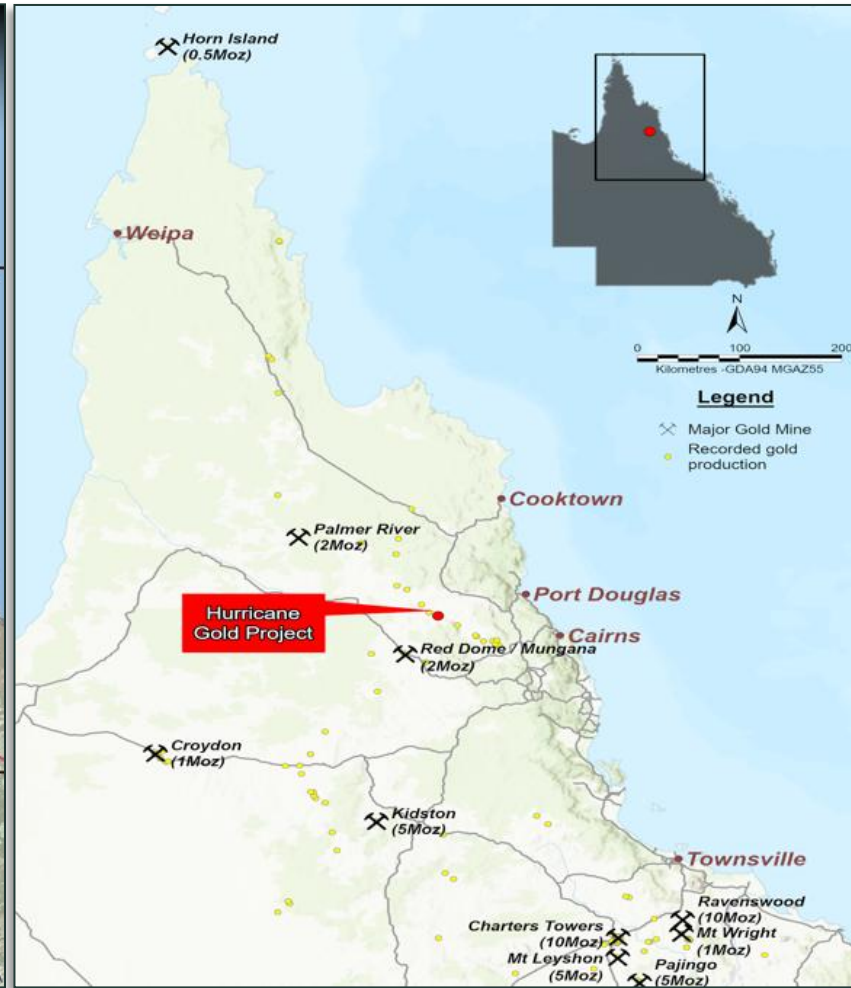 Horn Island
(0.5Moz)
Weipa
N
0 100 200
Kilometres -GDA94 MGAZ55
Legend
Major Gold Mine
Recorded gold
production
Cooktown
Palmer River
(2Moz)
Port Douglas
Hurricane
Gold Project
Cairns
Red Dome / Mungana
(2Moz)
Croydon
(1Moz)
Kidston
(5Moz)
Townsville
Ravenswood
(10Moz)
Charters Towers
(10Moz)
Mt Wright
(1Moz)
Mt Leyshon
(5Moz)
Pajingo
(5Moz)